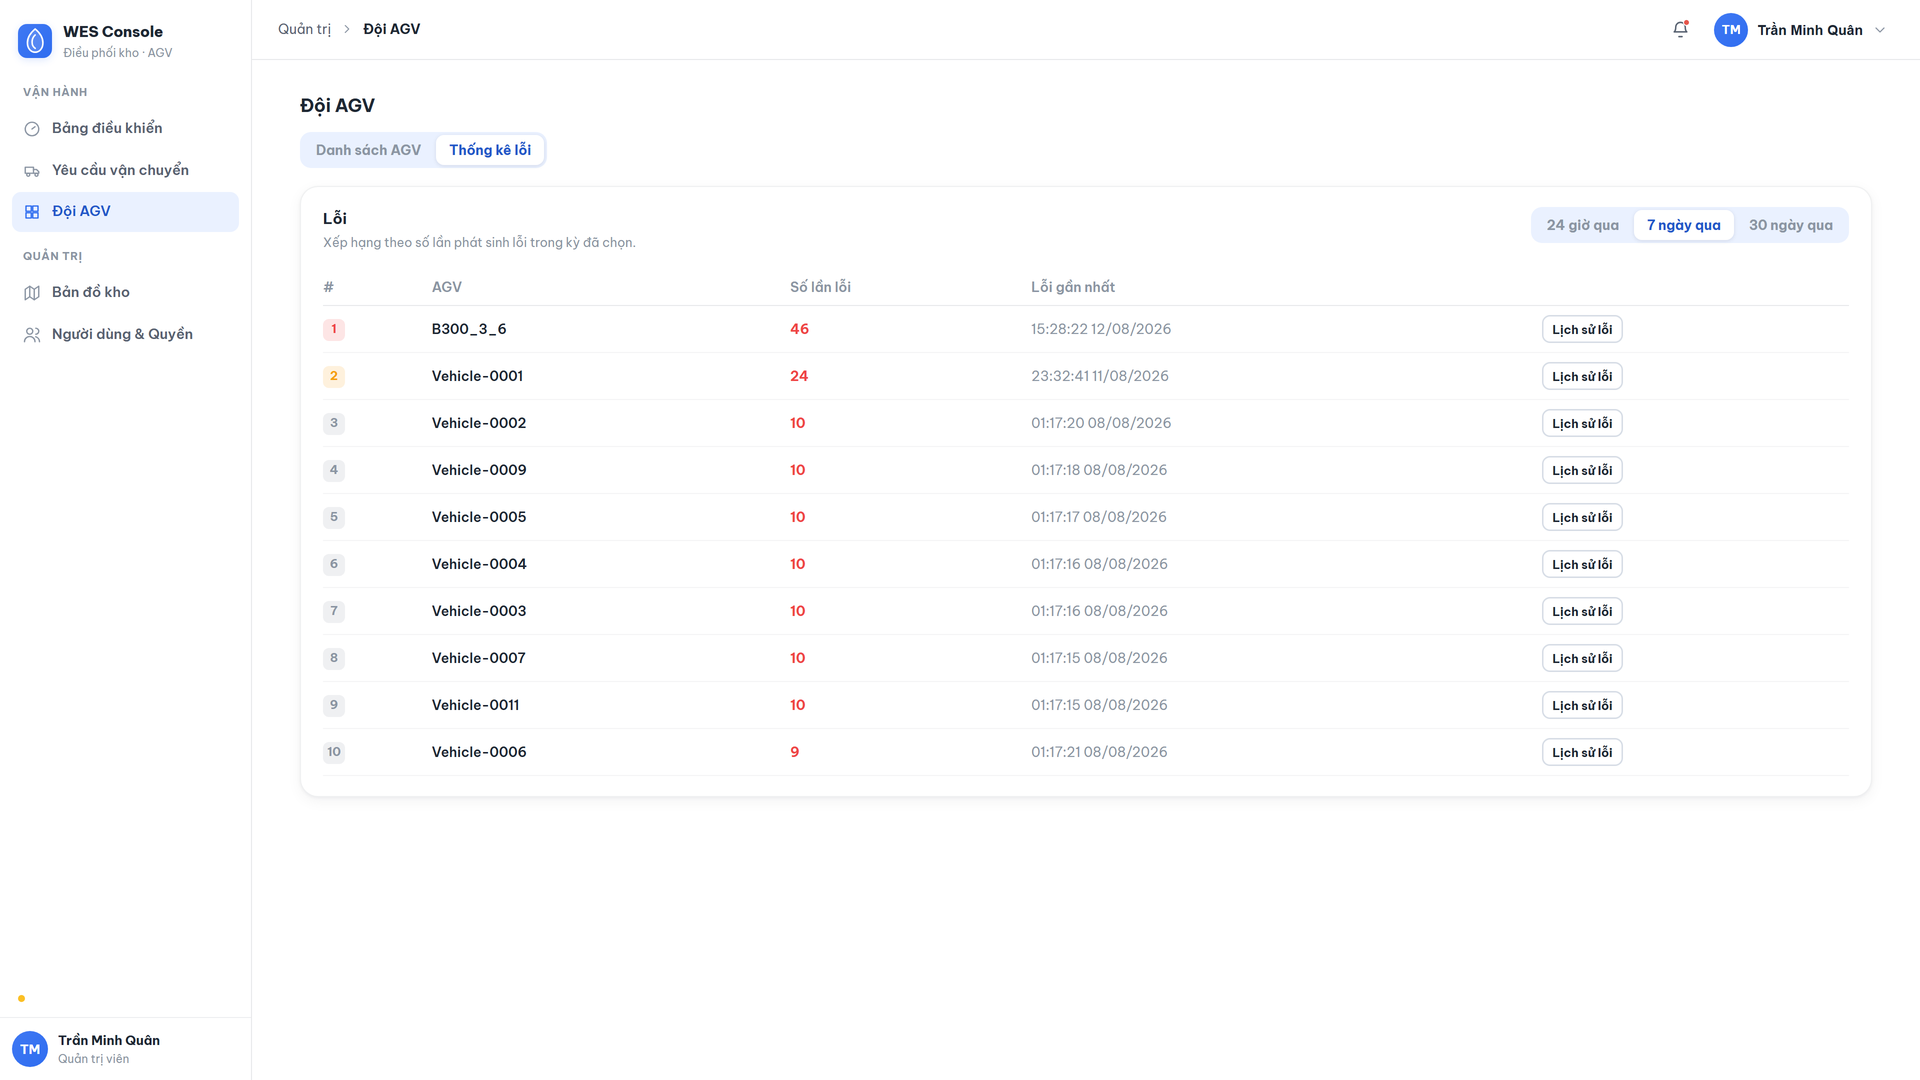 WES Console
Điều phối kho · AGV
VẬN HÀNH
Bảng điều khiển
Yêu cầu vận chuyển
Đội AGV
QUẢN TRỊ
Bản đồ kho
Người dùng & Quyền
TM
Trần Minh Quân
Quản trị viên
Quản trị > Đội AGV
TM Trần Minh Quân
Đội AGV
Danh sách AGV Thống kê lỗi
Lỗi
Xếp hạng theo số lần phát sinh lỗi trong kỳ đã chọn.
24 giờ qua 7 ngày qua 30 ngày qua
# AGV Số lần lỗi Lỗi gần nhất
1 B300_3_6 46 15:28:22 12/08/2026 Lịch sử lỗi
2 Vehicle-0001 24 23:32:41 11/08/2026 Lịch sử lỗi
3 Vehicle-0002 10 01:17:20 08/08/2026 Lịch sử lỗi
4 Vehicle-0009 10 01:17:18 08/08/2026 Lịch sử lỗi
5 Vehicle-0005 10 01:17:17 08/08/2026 Lịch sử lỗi
6 Vehicle-0004 10 01:17:16 08/08/2026 Lịch sử lỗi
7 Vehicle-0003 10 01:17:16 08/08/2026 Lịch sử lỗi
8 Vehicle-0007 10 01:17:15 08/08/2026 Lịch sử lỗi
9 Vehicle-0011 10 01:17:15 08/08/2026 Lịch sử lỗi
10 Vehicle-0006 9 01:17:21 08/08/2026 Lịch sử lỗi